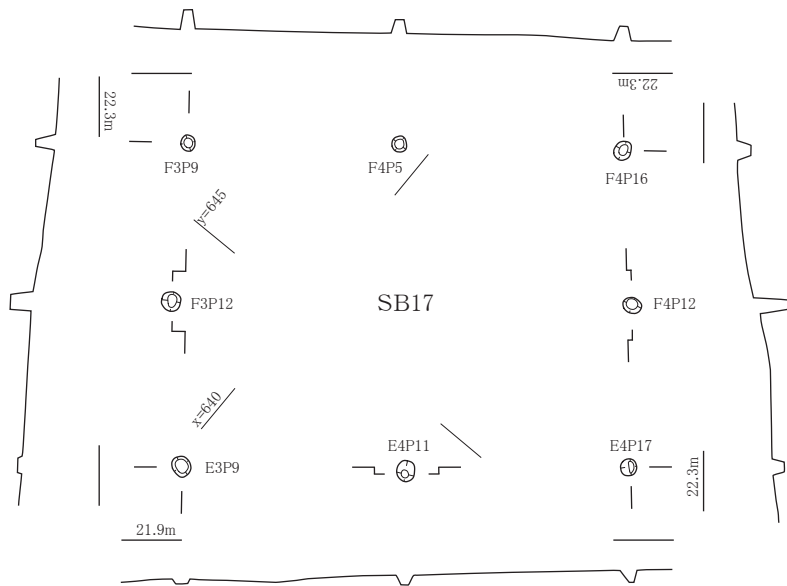 22.3m
22.3m
F3P9
F4P5
F4P16
y=645
F3P12
SB17
F4P12
x=640
E3P9
E4P11
E4P17
22.3m
21.9m